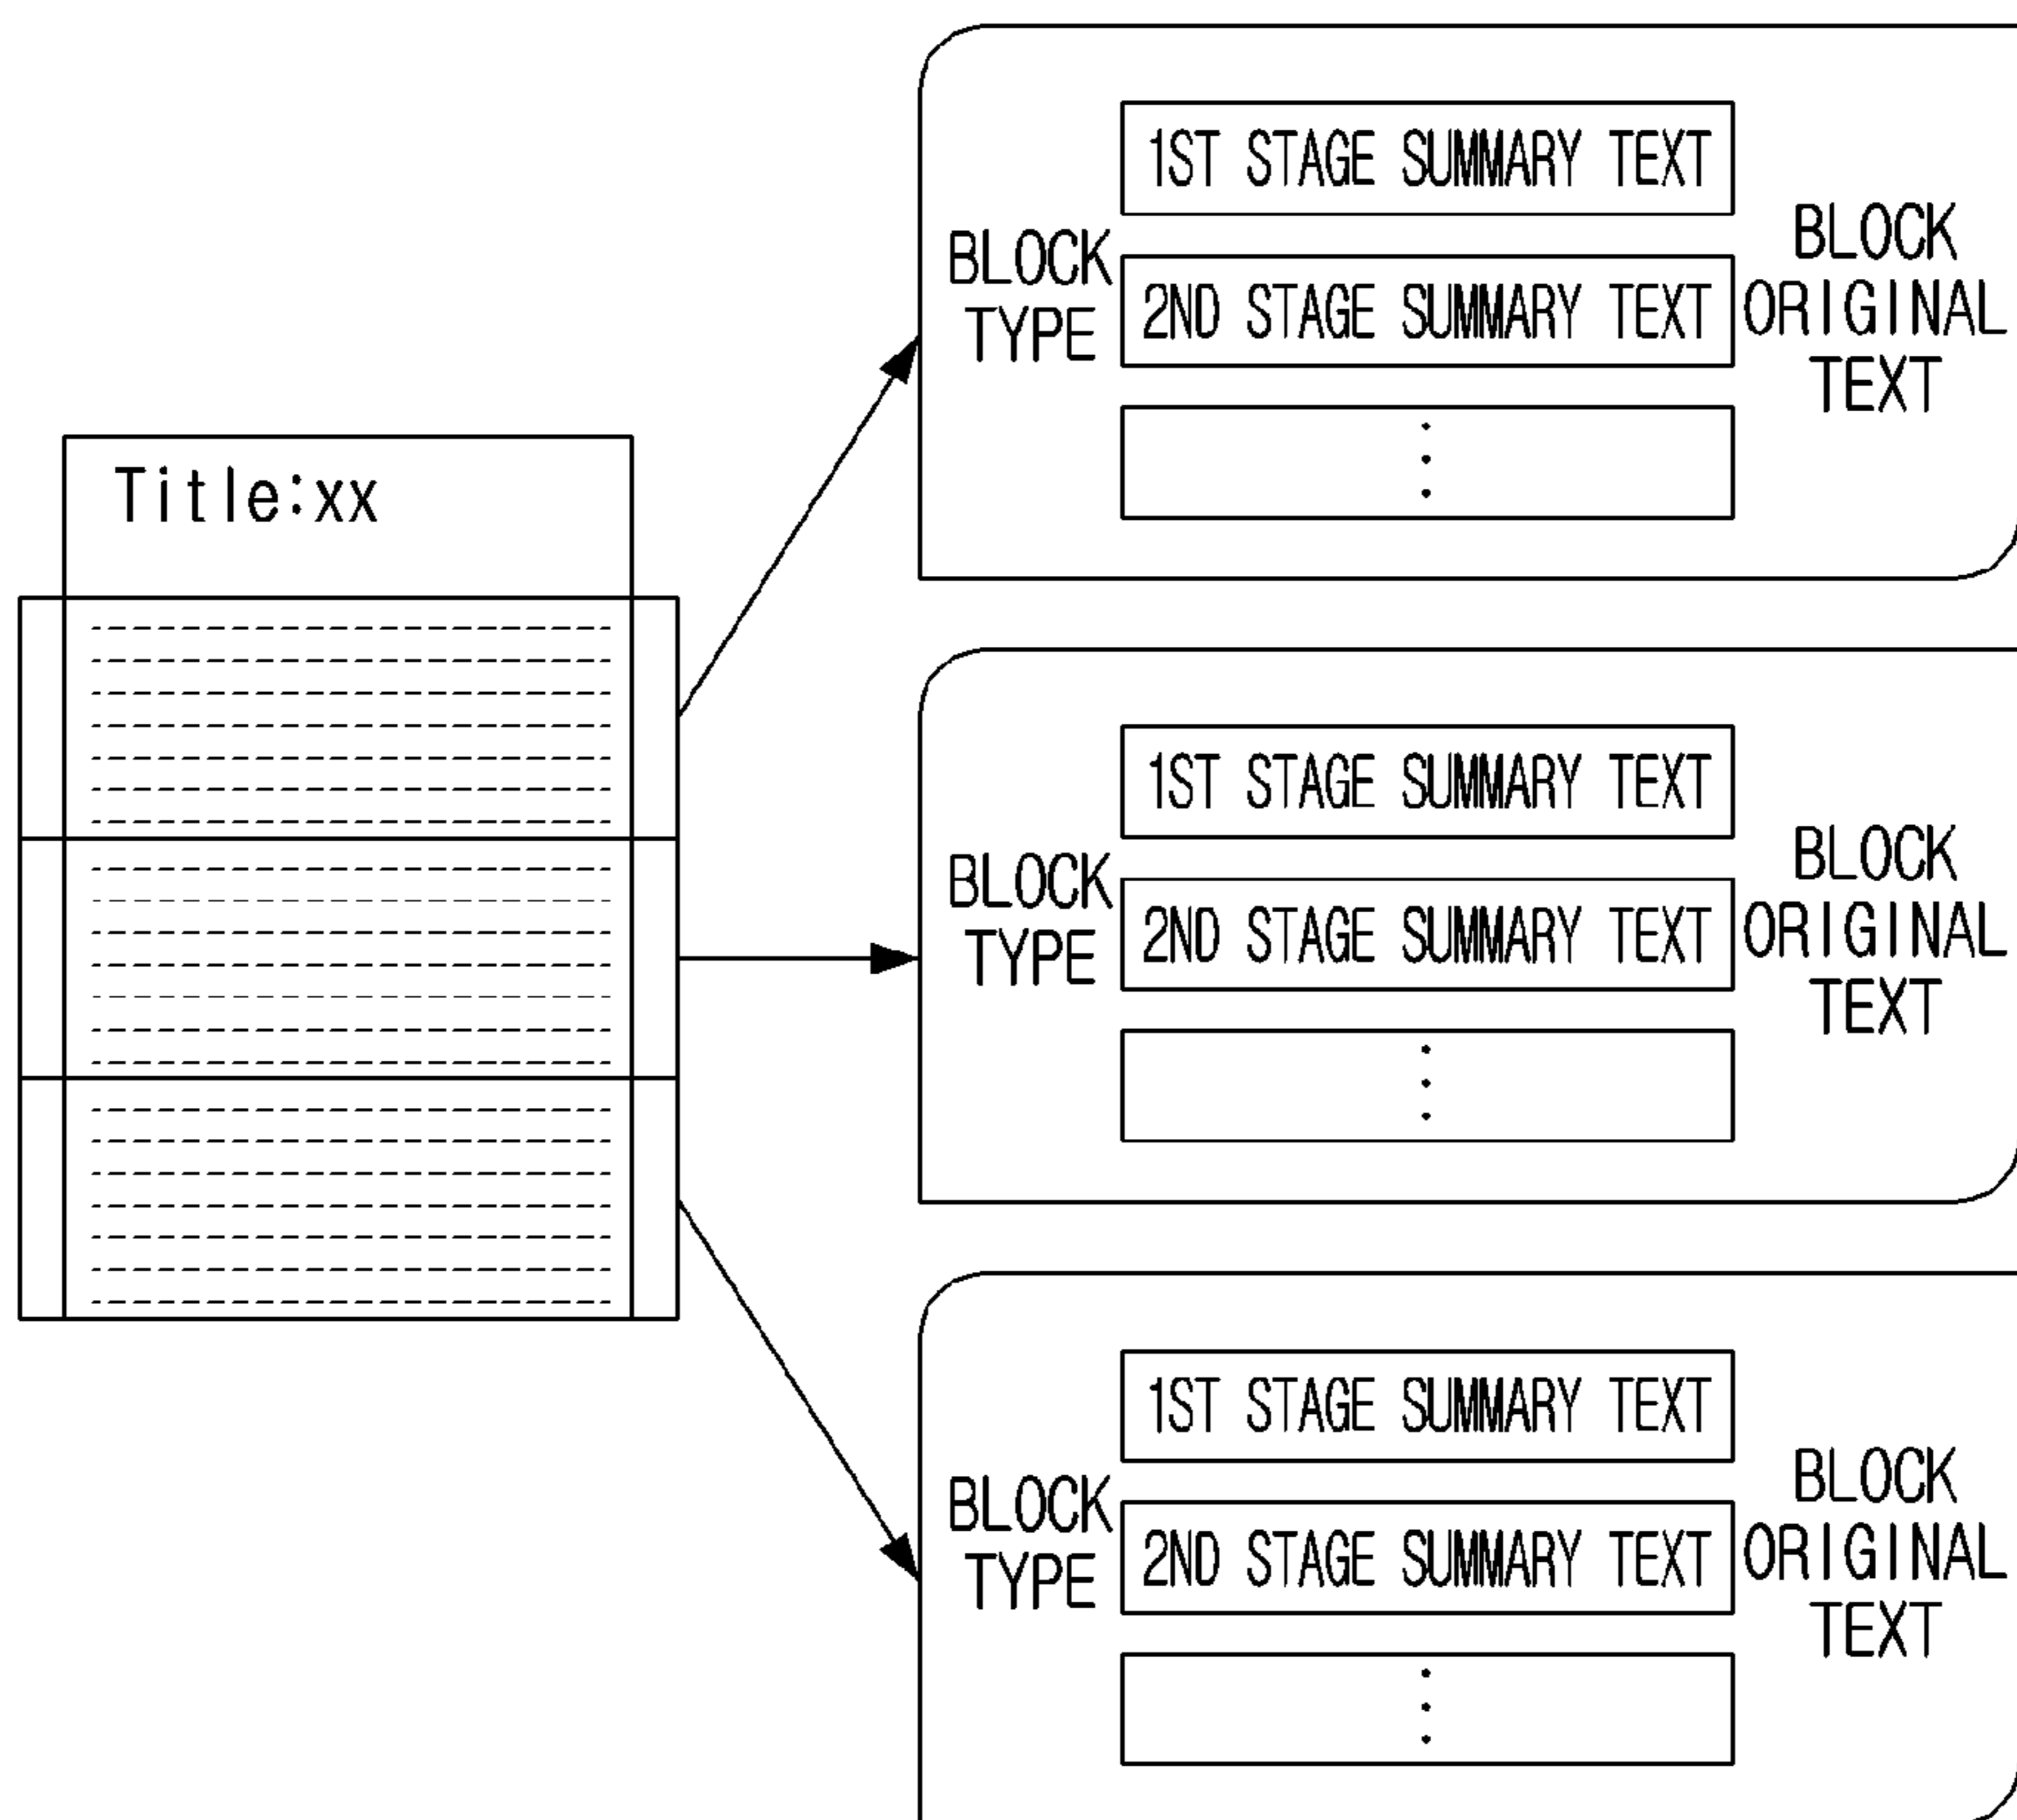 Title:xx
BLOCK
TYPE
1ST STAGE SUMMARY TEXT
2ND STAGE SUMMARY TEXT
⋮
BLOCK
ORIGINAL
TEXT
BLOCK
TYPE
1ST STAGE SUMMARY TEXT
2ND STAGE SUMMARY TEXT
⋮
BLOCK
ORIGINAL
TEXT
BLOCK
TYPE
1ST STAGE SUMMARY TEXT
2ND STAGE SUMMARY TEXT
⋮
BLOCK
ORIGINAL
TEXT